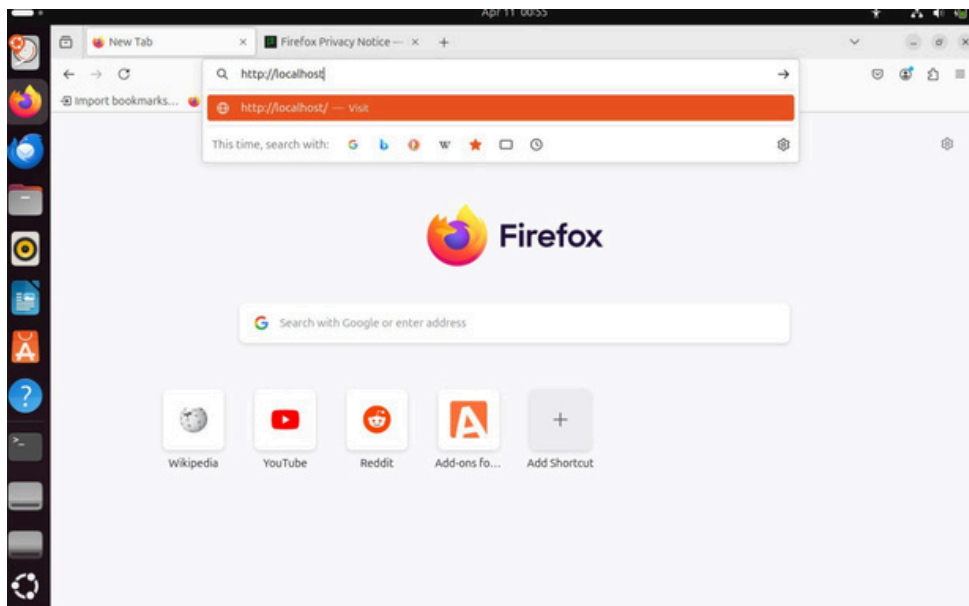 Apr 11 00:55
New Tab
Firefox Privacy Notice —
http://localhost
Import bookmarks...
http://localhost/ — Visit
This time, search with:
Firefox
Search with Google or enter address
Wikipedia
YouTube
Reddit
Add-ons fo...
Add Shortcut